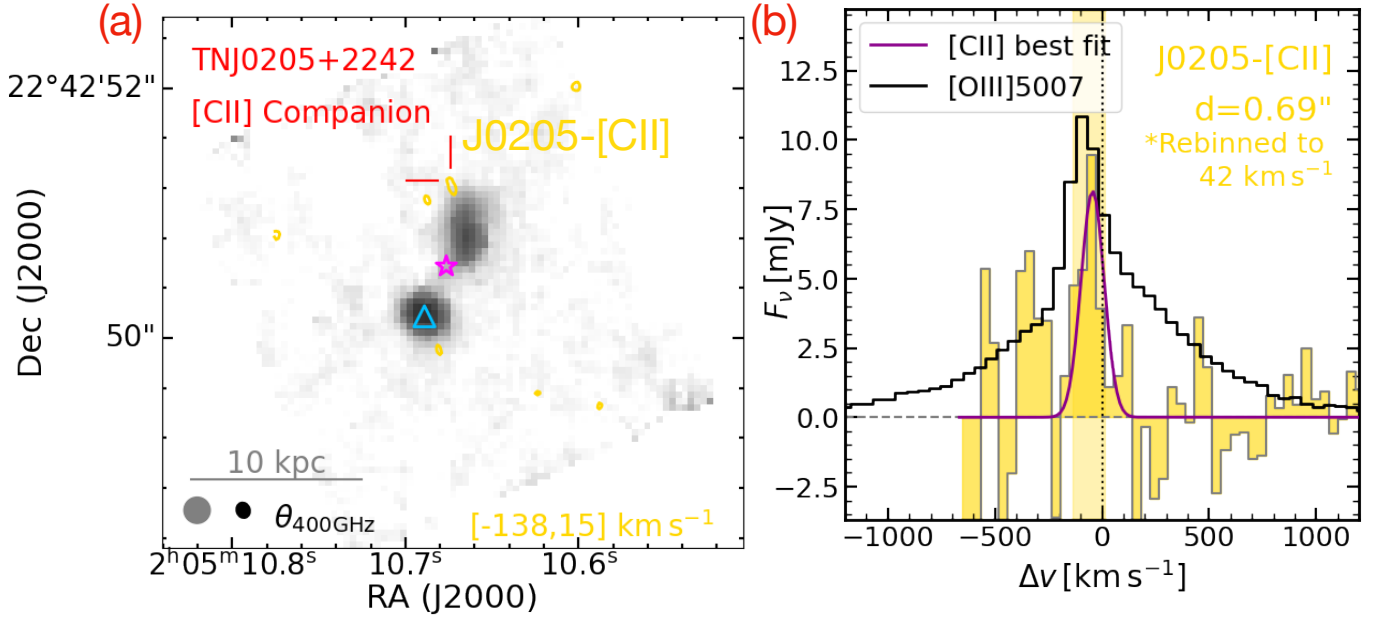 (a)
TNJ0205+2242
[CII] Companion
J0205-[CII]
22°42'52"
50"
Dec (J2000)
10 kpc
θ400GHz
[-138,15] km s⁻¹
2ʰ05ᵐ10.8ˢ
10.7ˢ
10.6ˢ
RA (J2000)
(b)
[CII] best fit
[OIII]5007
J0205-[CII]
d=0.69"
*Rebinned to
42 km s⁻¹
12.5
10.0
7.5
5.0
2.5
0.0
−2.5
Fν [mJy]
−1000
−500
0
500
1000
Δv [km s⁻¹]